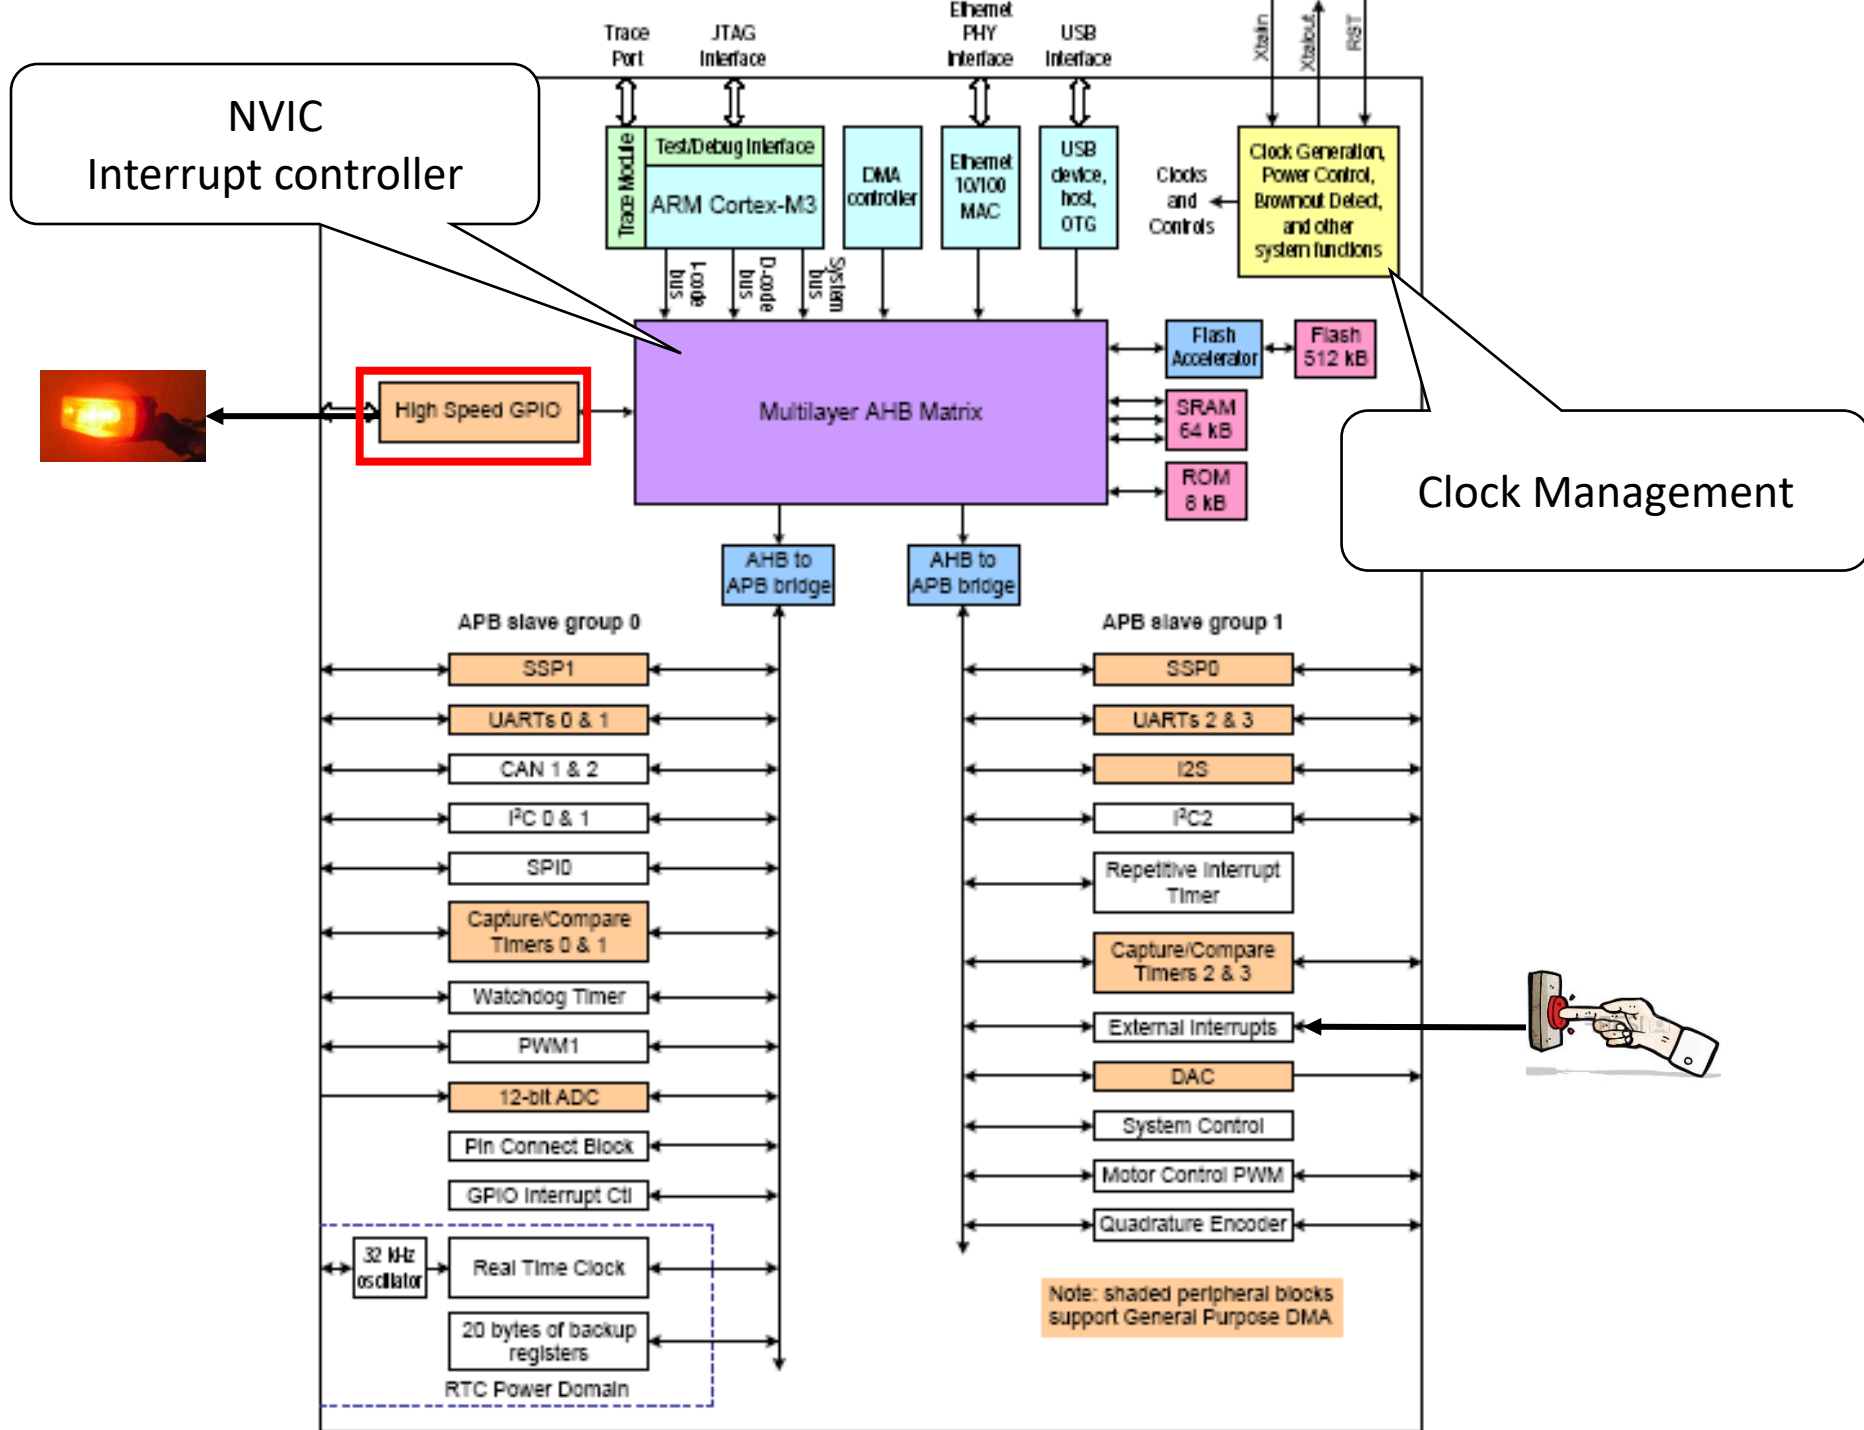 Ethernet
Trace
Port
JTAG
Interface
PHY
Interface
USB
Interface
Xtalin
Xtalout
RST
NVIC
Interrupt controller
Trace Module
Test/Debug Interface
ARM Cortex-M3
DMA
controller
Ethernet
10/100
MAC
USB
device,
host,
OTG
Clocks
and
Controls
Clock Generation,
Power Control,
Brownout Detect,
and other
system functions
I-code
bus
D-code
bus
System
bus
High Speed GPIO
Multilayer AHB Matrix
Flash
Accelerator
Flash
512 kB
SRAM
64 kB
ROM
8 kB
Clock Management
AHB to
APB bridge
AHB to
APB bridge
APB slave group 0
APB slave group 1
SSP1
UARTs 0 & 1
CAN 1 & 2
I²C 0 & 1
SPI0
Capture/Compare
Timers 0 & 1
Watchdog Timer
PWM1
12-bit ADC
Pin Connect Block
GPIO Interrupt Ctl
32 kHz
oscillator
Real Time Clock
20 bytes of backup
registers
RTC Power Domain
SSP0
UARTs 2 & 3
I2S
I²C2
Repetitive Interrupt
Timer
Capture/Compare
Timers 2 & 3
External Interrupts
DAC
System Control
Motor Control PWM
Quadrature Encoder
Note: shaded peripheral blocks
support General Purpose DMA